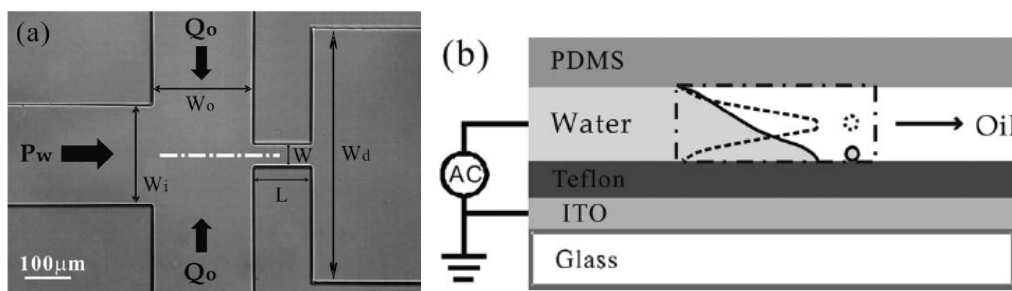 (a)
Qo
Wo
Pw
Wi
W
Wd
L
Qo
100μm
(b)
PDMS
Water
Oil
AC
Teflon
ITO
Glass